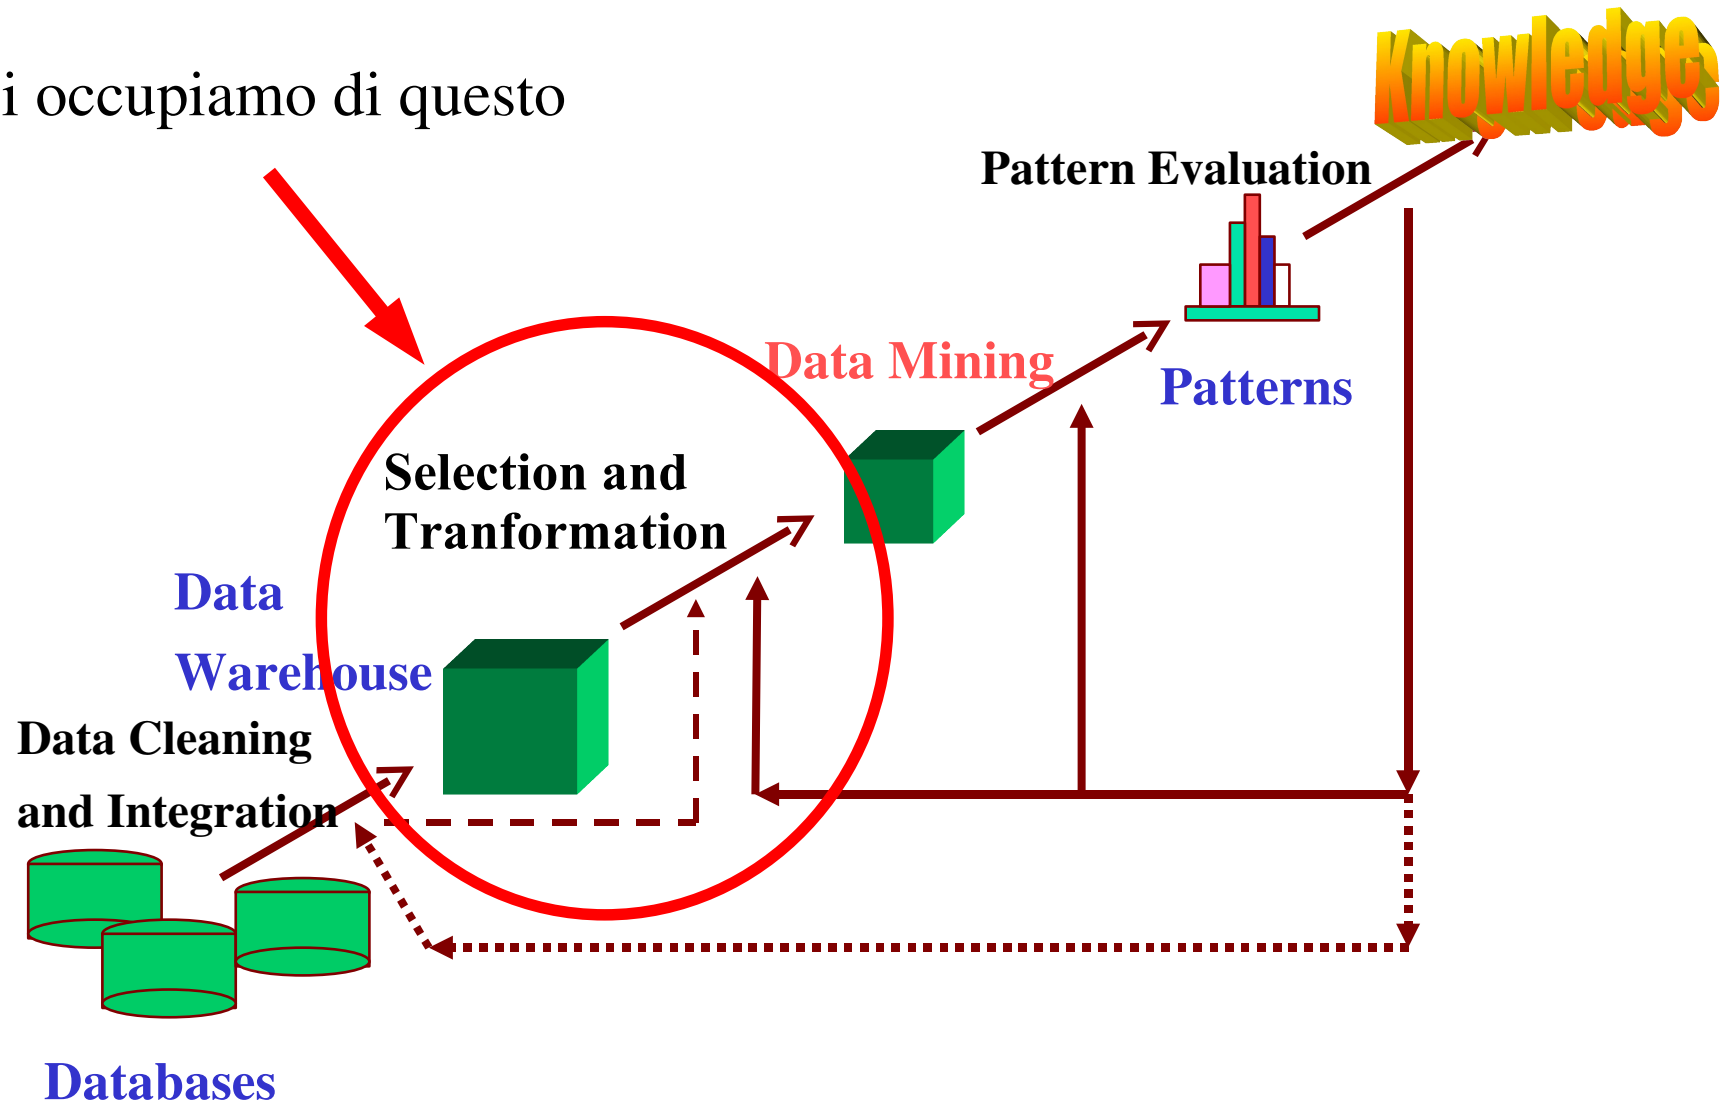 i occupiamo di questo
Knowledge
Pattern Evaluation
Data Mining
Patterns
Selection and
Tranformation
Data
Warehouse
Data Cleaning
and Integration
Databases